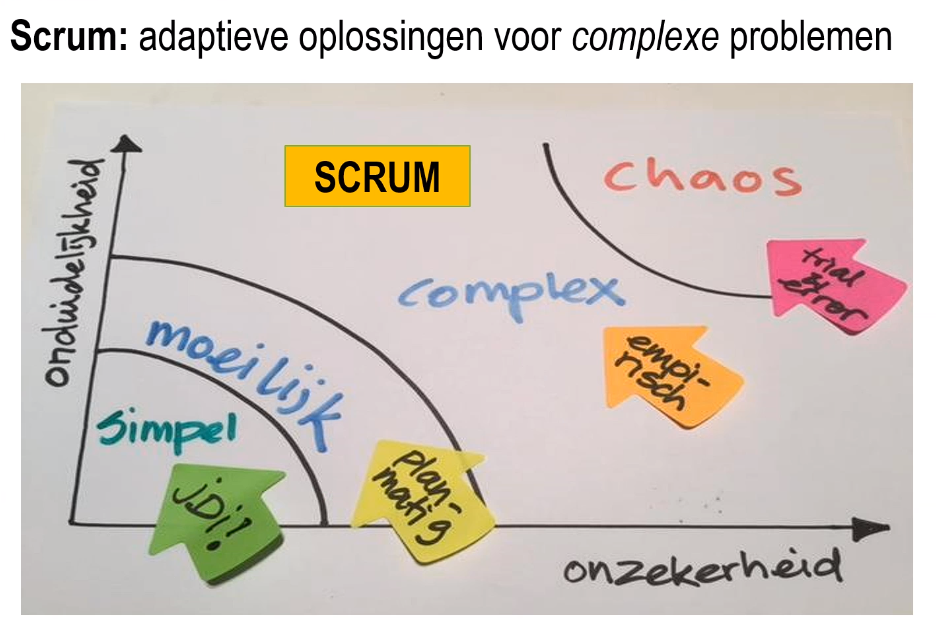 Scrum: adaptieve oplossingen voor complexe problemen
SCRUM
chaos
onduidelijkheid
trial
&
error
complex
moeilijk
empi-
risch
simpel
plan-
matig
jDi!!
onzekerheid